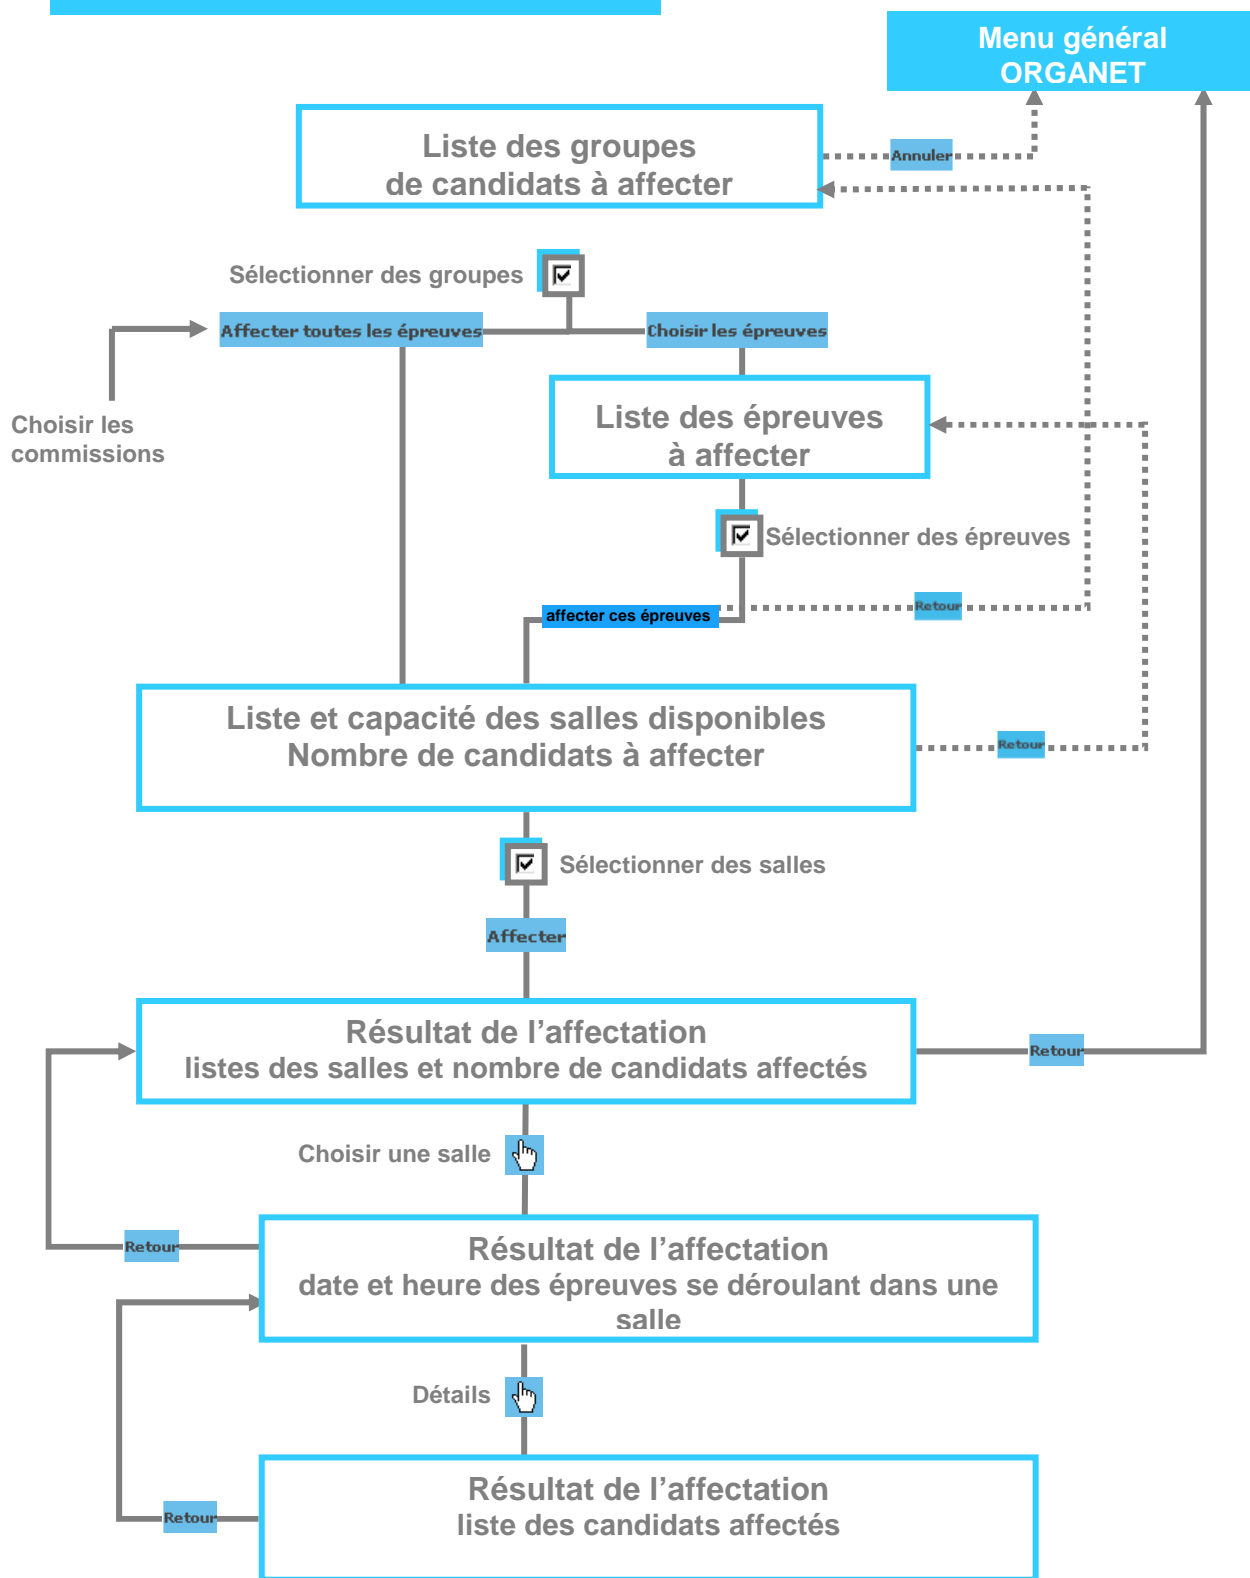 Menu général
ORGANET
Liste des groupes
de candidats à affecter
Annuler
Sélectionner des groupes
Affecter toutes les épreuves
Choisir les épreuves
Choisir les
commissions
Liste des épreuves
à affecter
Sélectionner des épreuves
affecter ces épreuves
Retour
Liste et capacité des salles disponibles
Nombre de candidats à affecter
Retour
Sélectionner des salles
Affecter
Résultat de l’affectation
listes des salles et nombre de candidats affectés
Retour
Choisir une salle
Retour
Résultat de l’affectation
date et heure des épreuves se déroulant dans une
salle
Détails
Résultat de l’affectation
liste des candidats affectés
Retour